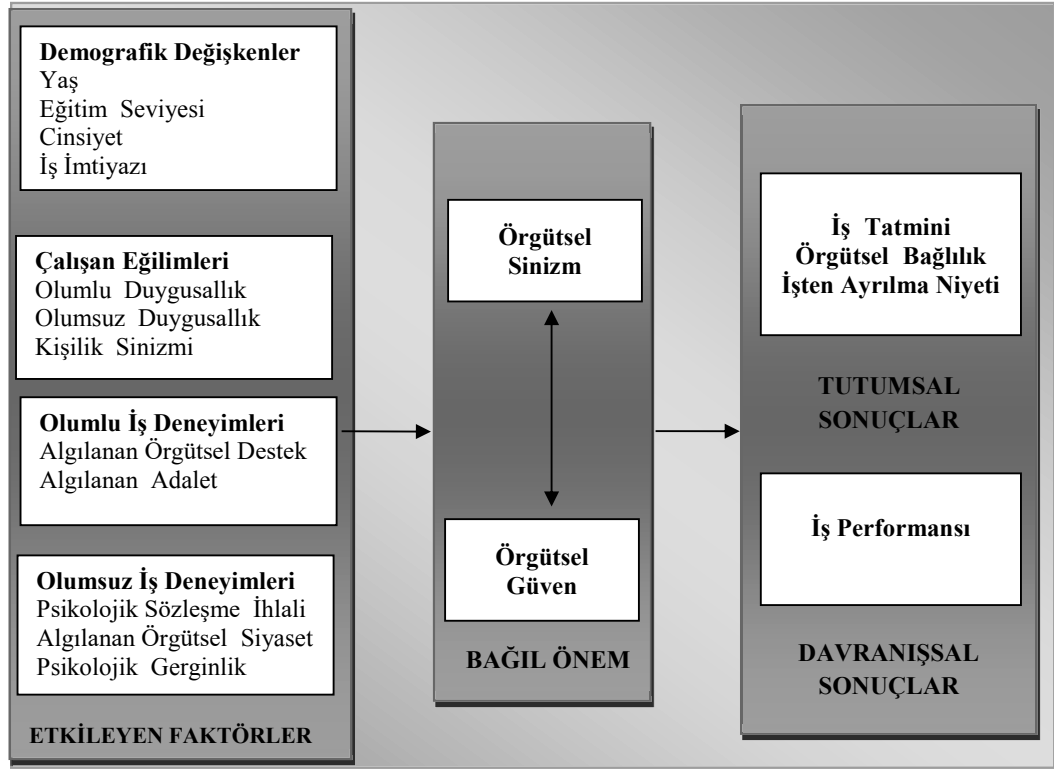 Demografik Değişkenler
Yaş
Eğitim Seviyesi
Cinsiyet
İş İmtiyazı
Çalışan Eğilimleri
Olumlu Duygusallık
Olumsuz Duygusallık
Kişilik Sinizmi
Olumlu İş Deneyimleri
Algılanan Örgütsel Destek
Algılanan Adalet
Olumsuz İş Deneyimleri
Psikolojik Sözleşme İhlali
Algılanan Örgütsel Siyaset
Psikolojik Gerginlik
ETKİLEYEN FAKTÖRLER
Örgütsel
Sinizm
Örgütsel
Güven
BAĞIL ÖNEM
İş Tatmini
Örgütsel Bağlılık
İşten Ayrılma Niyeti
TUTUMSAL
SONUÇLAR
İş Performansı
DAVRANIŞSAL
SONUÇLAR